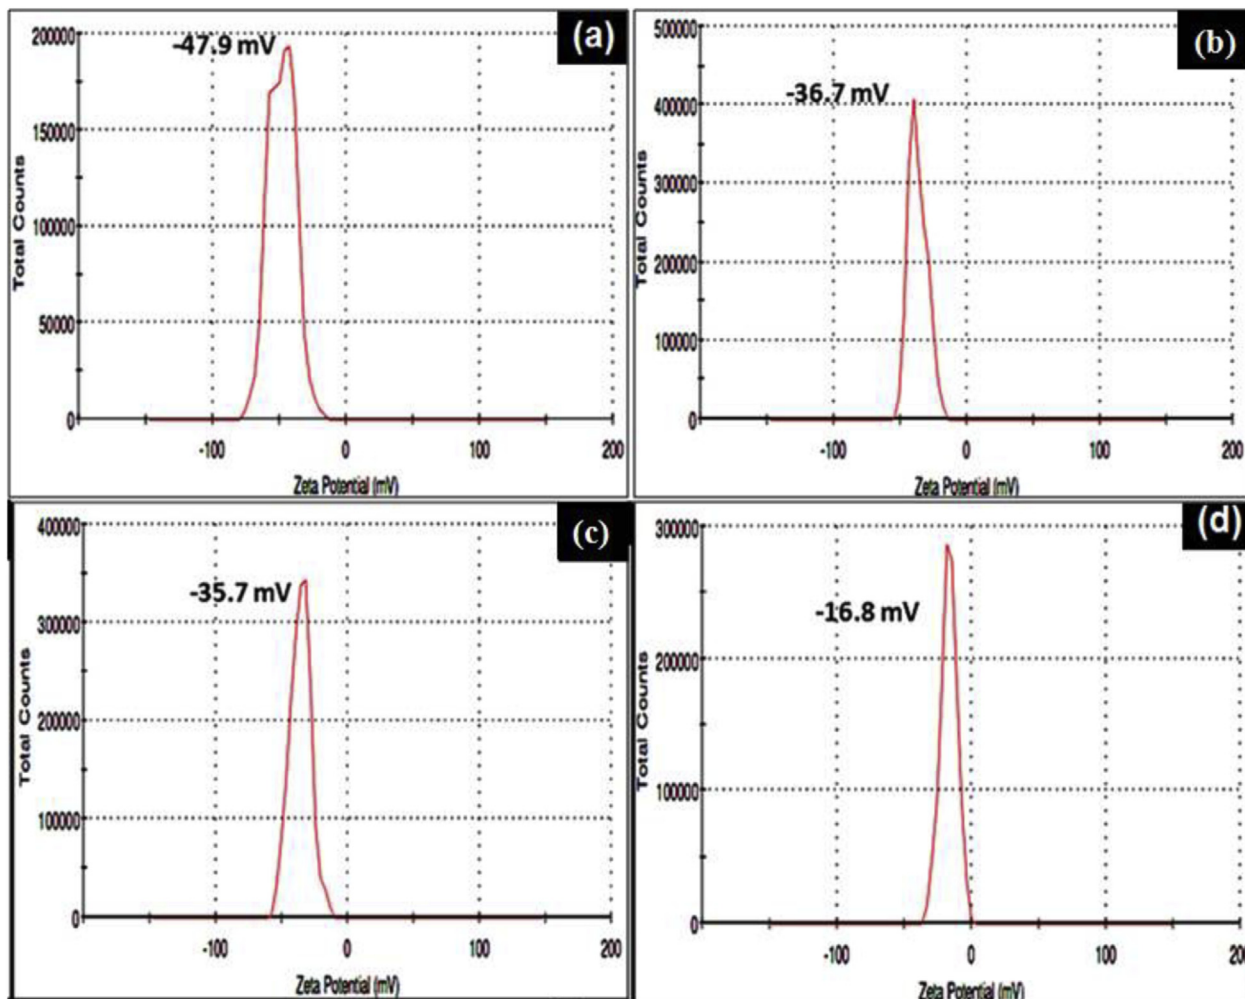 (a)
-47.9 mV
200000
150000
100000
50000
0
Total Counts
-100 0 100 200
Zeta Potential (mV)
(b)
-36.7 mV
500000
400000
300000
200000
100000
0
Total Counts
-100 0 100 200
Zeta Potential (mV)
(c)
-35.7 mV
400000
300000
200000
100000
0
Total Counts
-100 0 100 200
Zeta Potential (mV)
(d)
-16.8 mV
300000
200000
100000
0
Total Counts
-100 0 100 20
Zeta Potential (mV)